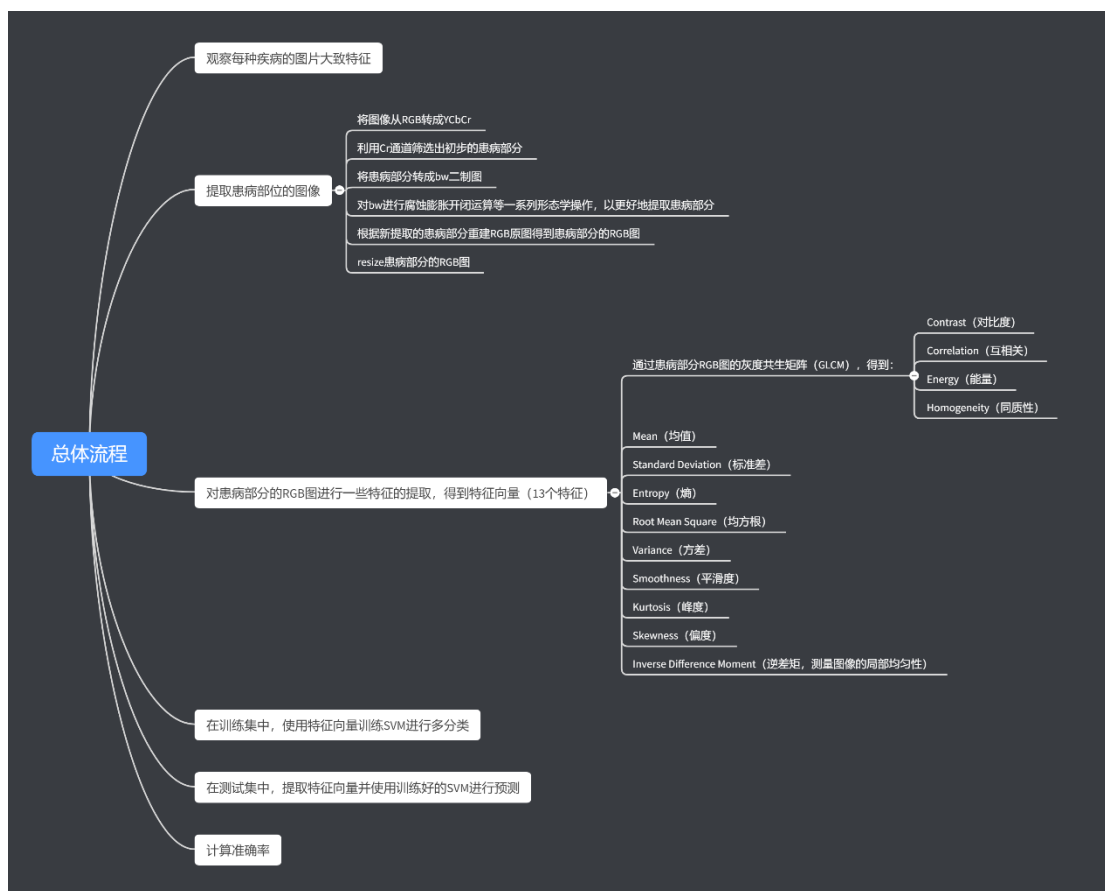 总体流程
观察每种疾病的图片大致特征
提取患病部位的图像
将图像从RGB转成YCbCr
利用Cr通道筛选出初步的患病部分
将患病部分转成bw二制图
对bw进行腐蚀膨胀开闭运算等一系列形态学操作，以更好地提取患病部分
根据新提取的患病部分重建RGB原图得到患病部分的RGB图
resize患病部分的RGB图
对患病部分的RGB图进行一些特征的提取，得到特征向量（13个特征）
通过患病部分RGB图的灰度共生矩阵（GLCM），得到：
Contrast（对比度）
Correlation（互相关）
Energy（能量）
Homogeneity（同质性）
Mean（均值）
Standard Deviation（标准差）
Entropy（熵）
Root Mean Square（均方根）
Variance（方差）
Smoothness（平滑度）
Kurtosis（峰度）
Skewness（偏度）
Inverse Difference Moment（逆差矩，测量图像的局部均匀性）
在训练集中，使用特征向量训练SVM进行多分类
在测试集中，提取特征向量并使用训练好的SVM进行预测
计算准确率